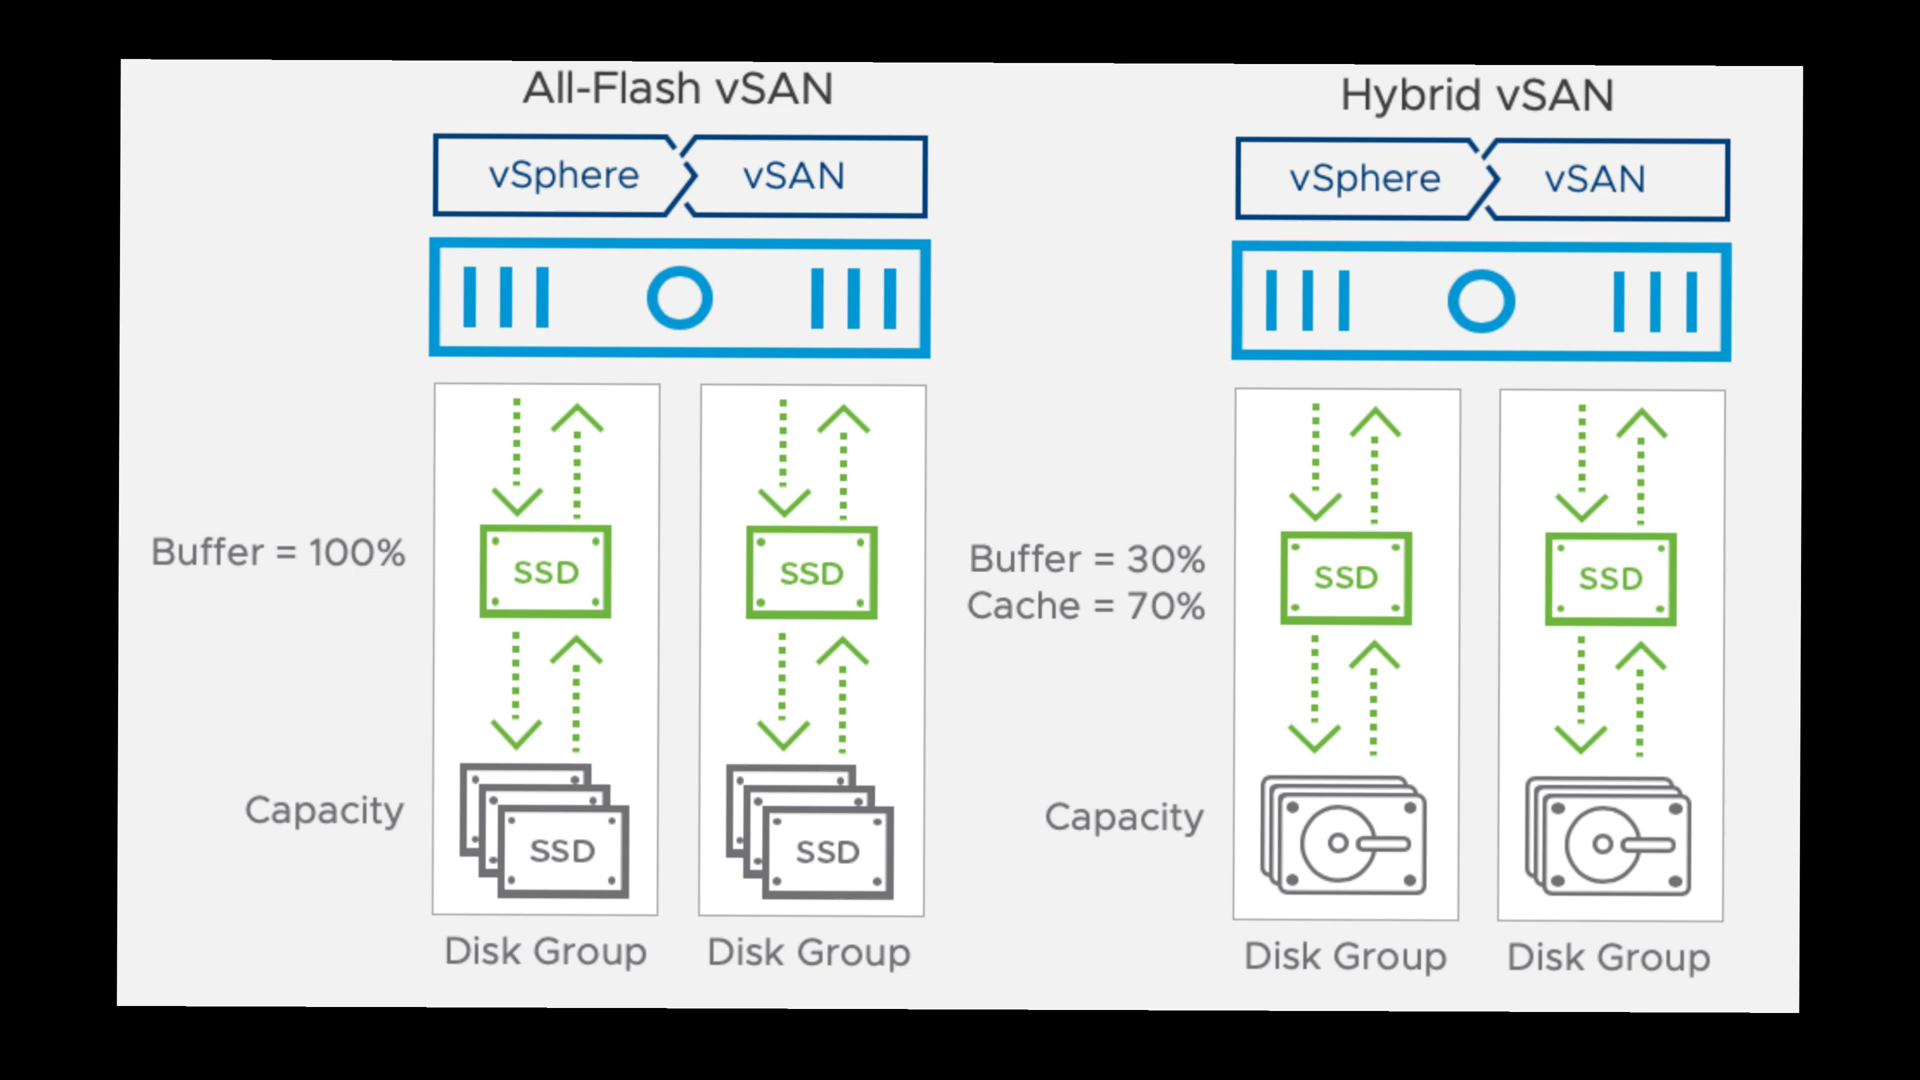 All-Flash vSAN
vSphere
vSAN
Buffer = 100%
SSD
SSD
Capacity
SSD
SSD
Disk Group
Disk Group
Hybrid vSAN
vSphere
vSAN
Buffer = 30%
Cache = 70%
SSD
SSD
Capacity
Disk Group
Disk Group